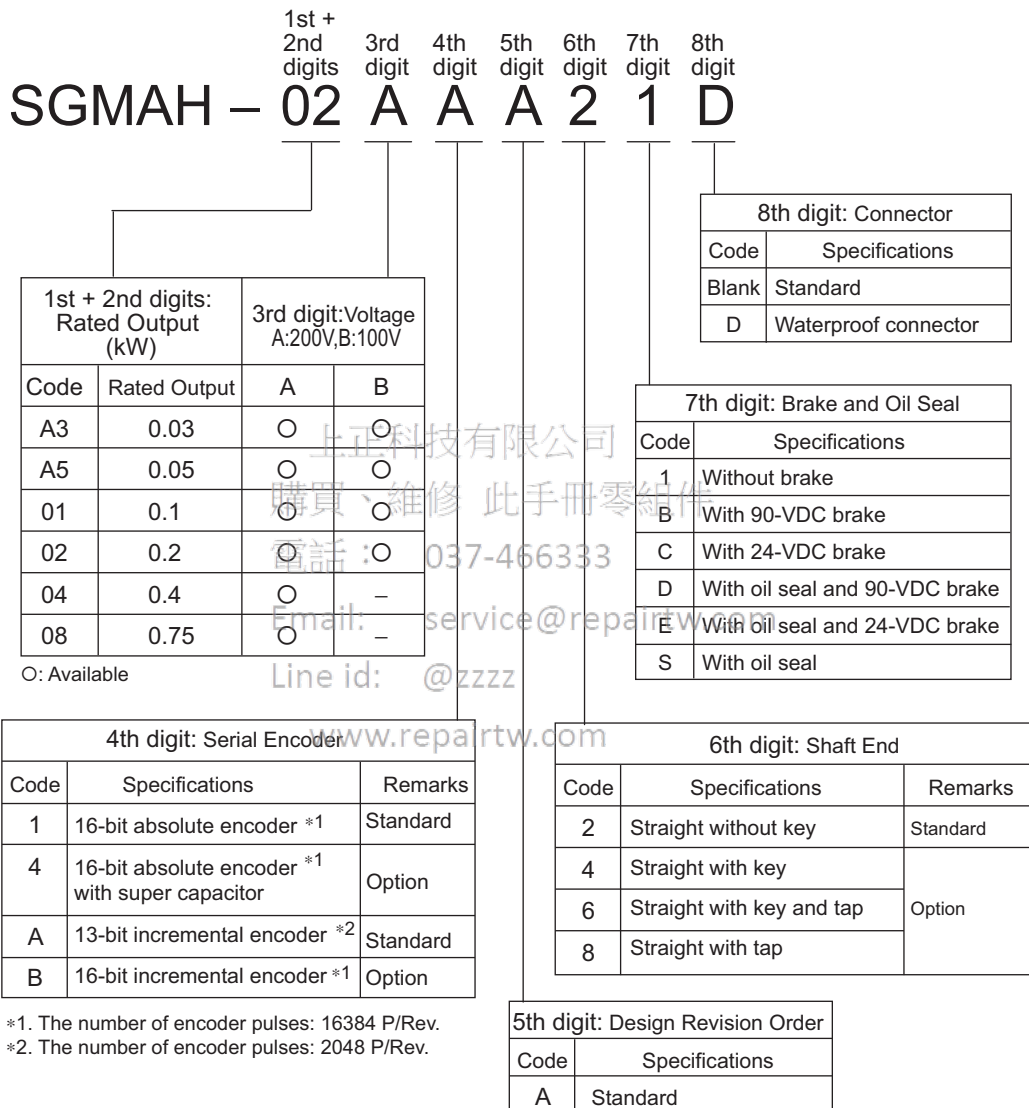 1st + 2nd digits
3rd digit
4th digit
5th digit
6th digit
7th digit
8th digit
SGMAH – 02 A A A 2 1 D
8th digit: Connector
Code Specifications
Blank Standard
D Waterproof connector
1st + 2nd digits:
Rated Output
(kW)
3rd digit:Voltage
A:200V,B:100V
Code Rated Output A B
A3 0.03 O O
A5 0.05 O O
01 0.1 O O
02 0.2 O O
04 0.4 O –
08 0.75 O –
O: Available
7th digit: Brake and Oil Seal
Code Specifications
1 Without brake
B With 90-VDC brake
C With 24-VDC brake
D With oil seal and 90-VDC brake
E With oil seal and 24-VDC brake
S With oil seal
上正科技有限公司
購買、維修 此手冊零組件
電話: 037-466333
Email: service@repairtw.com
Line id: @zzzz
www.repairtw.com
4th digit: Serial Encoder
Code Specifications Remarks
1 16-bit absolute encoder *1 Standard
4 16-bit absolute encoder *1
with super capacitor Option
A 13-bit incremental encoder *2 Standard
B 16-bit incremental encoder *1 Option
*1. The number of encoder pulses: 16384 P/Rev.
*2. The number of encoder pulses: 2048 P/Rev.
6th digit: Shaft End
Code Specifications Remarks
2 Straight without key Standard
4 Straight with key
6 Straight with key and tap Option
8 Straight with tap
5th digit: Design Revision Order
Code Specifications
A Standard